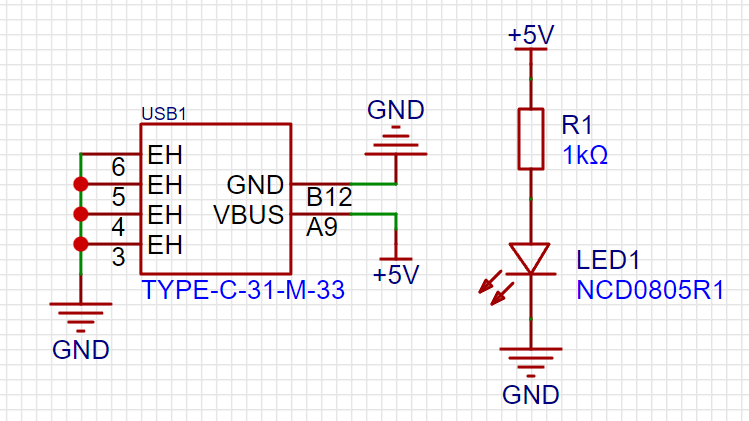 +5V
USB1
GND
R1
1kΩ
EH
6
EH
5
EH
4
EH
3
GND
B12
VBUS
A9
+5V
TYPE-C-31-M-33
GND
LED1
NCD0805R1
GND